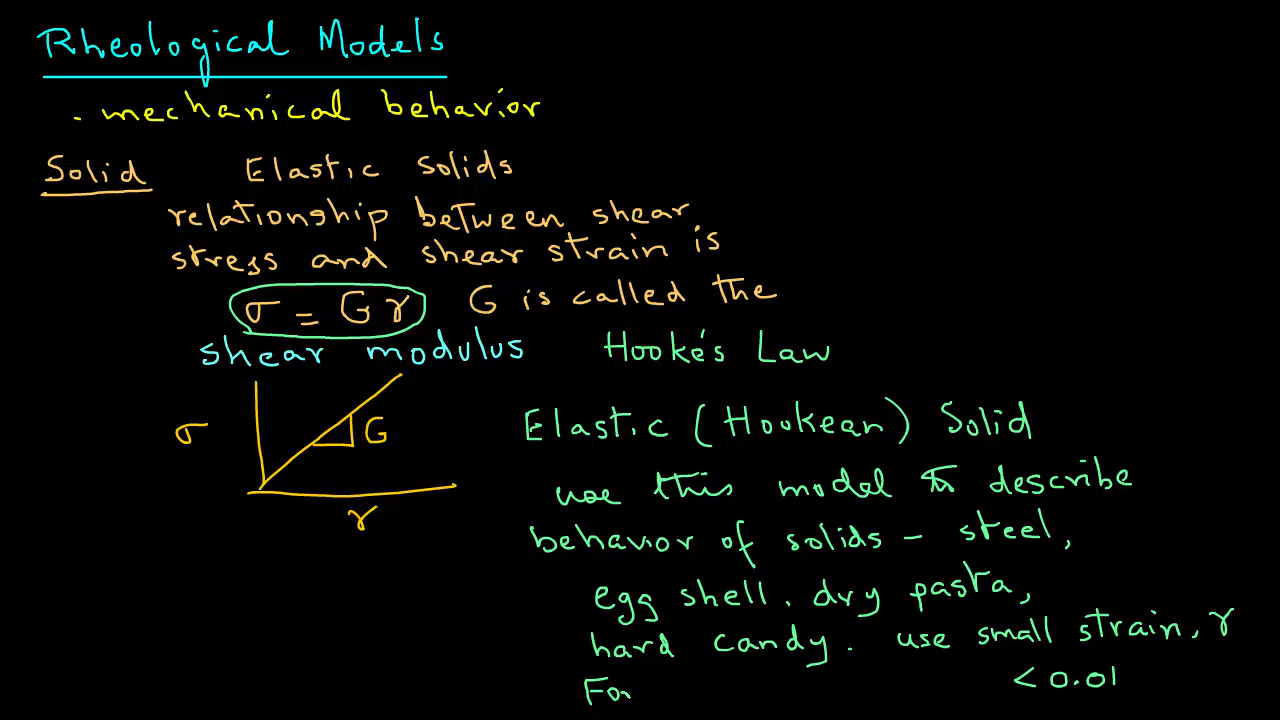 Rheological Models
. mechanical behavior
Solid Elastic solids
relationship between shear
stress and shear strain is
σ = G γ G is called the
shear modulus Hooke's Law
σ
G
γ
Elastic (Hookean) Solid
use this model to describe
behavior of solids - steel,
egg shell. dry pasta,
hard candy. use small strain, γ
< 0.01
Fo